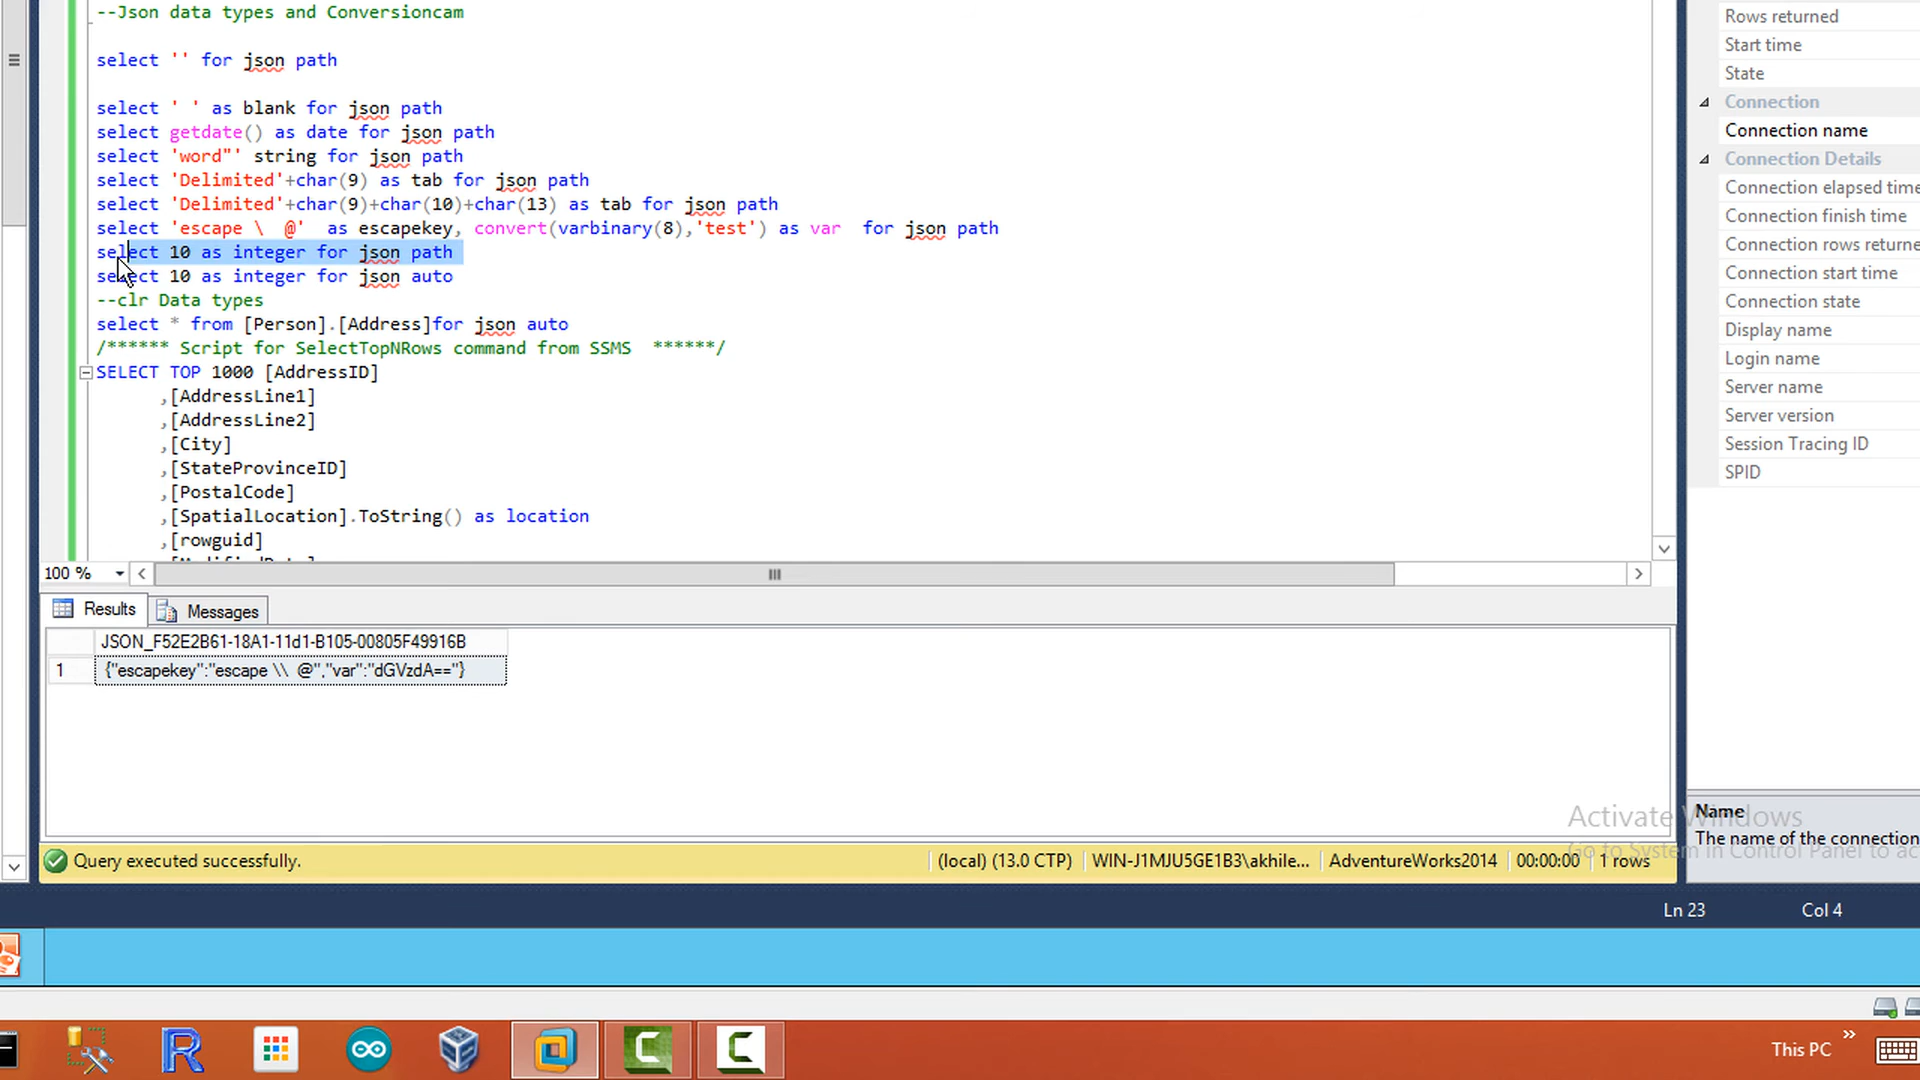 --Json data types and Conversioncam
select '' for json path
select ' ' as blank for json path
select getdate() as date for json path
select 'word"' string for json path
select 'Delimited'+char(9) as tab for json path
select 'Delimited'+char(9)+char(10)+char(13) as tab for json path
select 'escape \  @'  as escapekey, convert(varbinary(8),'test') as var  for json path
select 10 as integer for json path
select 10 as integer for json auto
--clr Data types
select * from [Person].[Address]for json auto
/****** Script for SelectTopNRows command from SSMS  ******/
SELECT TOP 1000 [AddressID]
,[AddressLine1]
,[AddressLine2]
,[City]
,[StateProvinceID]
,[PostalCode]
,[SpatialLocation].ToString() as location
,[rowguid]
100 %
Results
Messages
JSON_F52E2B61-18A1-11d1-B105-00805F49916B
1 {"escapekey":"escape \\  @","var":"dGVzdA=="}
Query executed successfully.
(local) (13.0 CTP)
WIN-J1MJU5GE1B3\akhile...
AdventureWorks2014
00:00:00
1 rows
Rows returned
Start time
State
Connection
Connection name
Connection Details
Connection elapsed time
Connection finish time
Connection rows returne
Connection start time
Connection state
Display name
Login name
Server name
Server version
Session Tracing ID
SPID
Name
The name of the connection
Activate Windows
Go to System in Control Panel to ac
Ln 23
Col 4
This PC